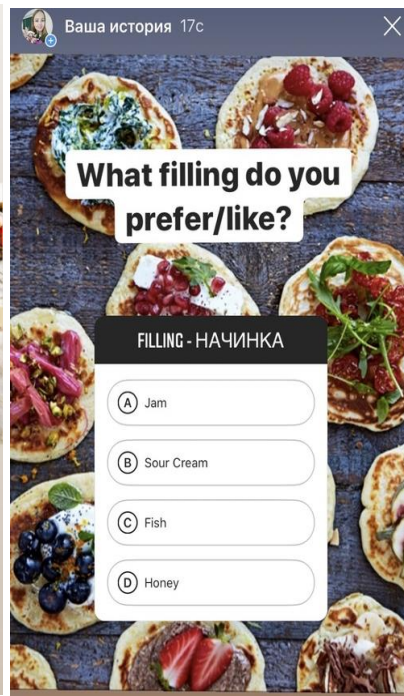 Ваша история 17с
What filling do you
prefer/like?
FILLING - НАЧИНКА
A Jam
B Sour Cream
C Fish
D Honey